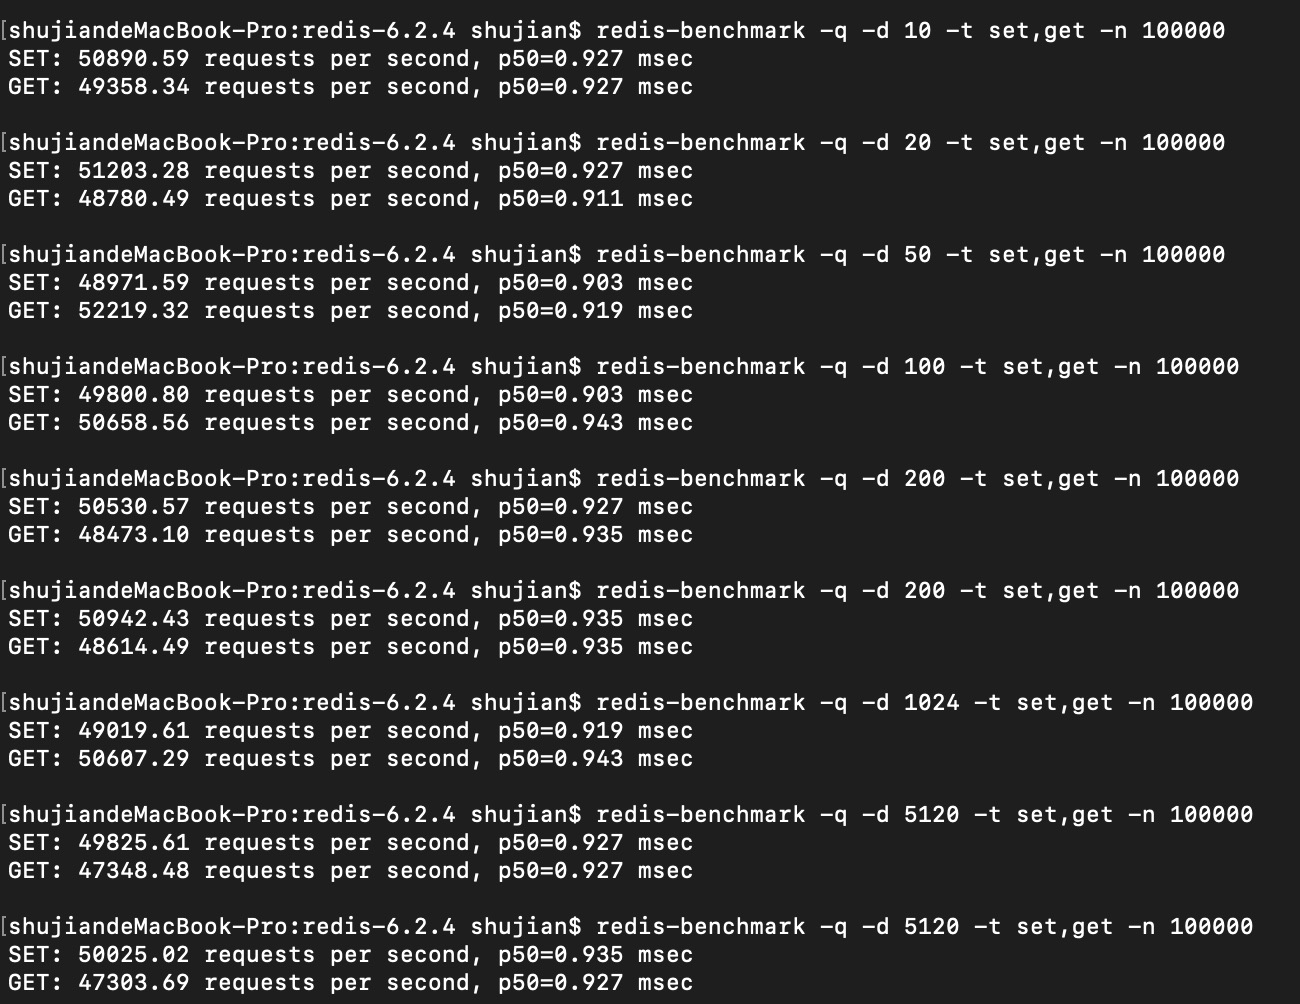 [shujiandeMacBook-Pro:redis-6.2.4 shujian$ redis-benchmark -q -d 10 -t set,get -n 100000
SET: 50890.59 requests per second, p50=0.927 msec
GET: 49358.34 requests per second, p50=0.927 msec
[shujiandeMacBook-Pro:redis-6.2.4 shujian$ redis-benchmark -q -d 20 -t set,get -n 100000
SET: 51203.28 requests per second, p50=0.927 msec
GET: 48780.49 requests per second, p50=0.911 msec
[shujiandeMacBook-Pro:redis-6.2.4 shujian$ redis-benchmark -q -d 50 -t set,get -n 100000
SET: 48971.59 requests per second, p50=0.903 msec
GET: 52219.32 requests per second, p50=0.919 msec
[shujiandeMacBook-Pro:redis-6.2.4 shujian$ redis-benchmark -q -d 100 -t set,get -n 100000
SET: 49800.80 requests per second, p50=0.903 msec
GET: 50658.56 requests per second, p50=0.943 msec
[shujiandeMacBook-Pro:redis-6.2.4 shujian$ redis-benchmark -q -d 200 -t set,get -n 100000
SET: 50530.57 requests per second, p50=0.927 msec
GET: 48473.10 requests per second, p50=0.935 msec
[shujiandeMacBook-Pro:redis-6.2.4 shujian$ redis-benchmark -q -d 200 -t set,get -n 100000
SET: 50942.43 requests per second, p50=0.935 msec
GET: 48614.49 requests per second, p50=0.935 msec
[shujiandeMacBook-Pro:redis-6.2.4 shujian$ redis-benchmark -q -d 1024 -t set,get -n 100000
SET: 49019.61 requests per second, p50=0.919 msec
GET: 50607.29 requests per second, p50=0.943 msec
[shujiandeMacBook-Pro:redis-6.2.4 shujian$ redis-benchmark -q -d 5120 -t set,get -n 100000
SET: 49825.61 requests per second, p50=0.927 msec
GET: 47348.48 requests per second, p50=0.927 msec
[shujiandeMacBook-Pro:redis-6.2.4 shujian$ redis-benchmark -q -d 5120 -t set,get -n 100000
SET: 50025.02 requests per second, p50=0.935 msec
GET: 47303.69 requests per second, p50=0.927 msec